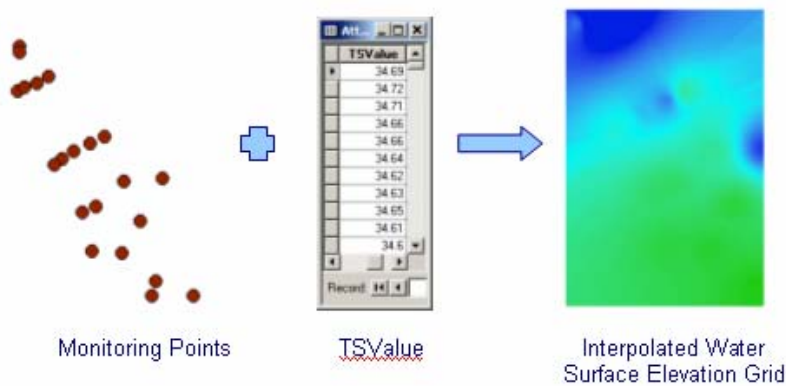 Att...
TSValue
34.69
34.72
34.71
34.66
34.66
34.64
34.62
34.63
34.65
34.61
34.6
Record:
Monitoring Points
TSValue
Interpolated Water
Surface Elevation Grid